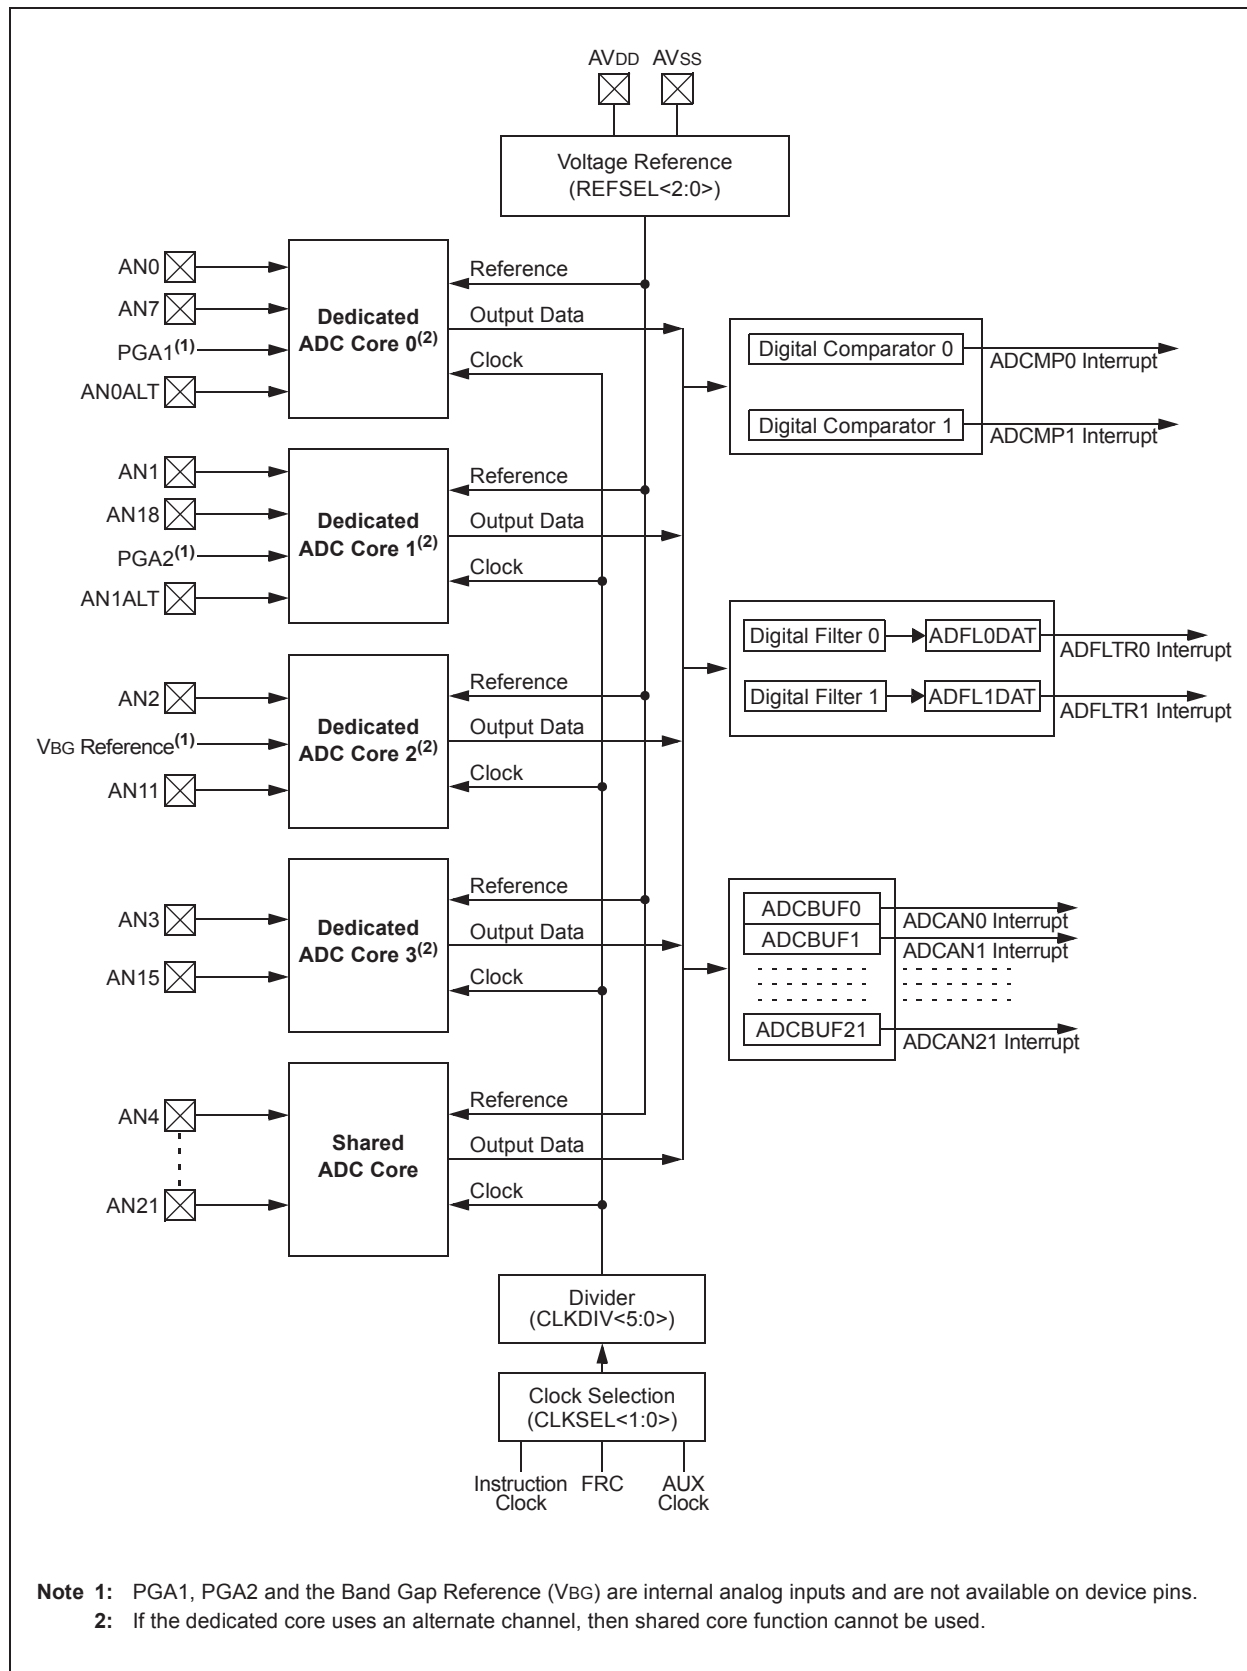 AVDD AVSS
Voltage Reference
(REFSEL<2:0>)
AN0
AN7
PGA1(1)
AN0ALT
Dedicated
ADC Core 0(2)
Reference
Output Data
Clock
Digital Comparator 0
ADCMP0 Interrupt
Digital Comparator 1
ADCMP1 Interrupt
AN1
AN18
PGA2(1)
AN1ALT
Dedicated
ADC Core 1(2)
Reference
Output Data
Clock
Digital Filter 0
ADFL0DAT
ADFLTR0 Interrupt
Digital Filter 1
ADFL1DAT
ADFLTR1 Interrupt
AN2
VBG Reference(1)
AN11
Dedicated
ADC Core 2(2)
Reference
Output Data
Clock
AN3
AN15
Dedicated
ADC Core 3(2)
Reference
Output Data
Clock
ADCBUF0
ADCAN0 Interrupt
ADCBUF1
ADCAN1 Interrupt
ADCBUF21
ADCAN21 Interrupt
AN4
AN21
Shared
ADC Core
Reference
Output Data
Clock
Divider
(CLKDIV<5:0>)
Clock Selection
(CLKSEL<1:0>)
Instruction
Clock
FRC
AUX
Clock
Note 1: PGA1, PGA2 and the Band Gap Reference (VBG) are internal analog inputs and are not available on device pins.
2: If the dedicated core uses an alternate channel, then shared core function cannot be used.